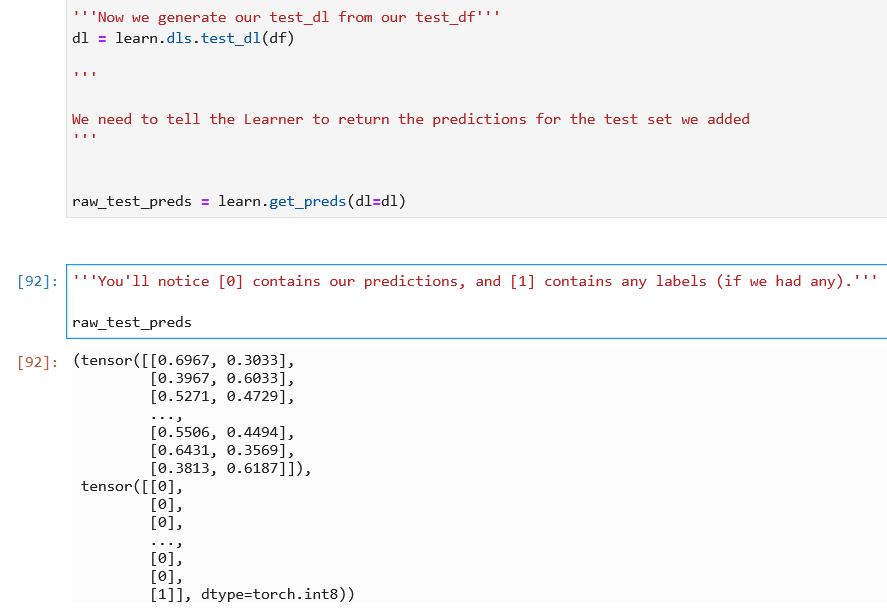 '''Now we generate our test_dl from our test_df'''
dl = learn.dls.test_dl(df)
'''
We need to tell the Learner to return the predictions for the test set we added
'''
raw_test_preds = learn.get_preds(dl=dl)
[92]: '''You'll notice [0] contains our predictions, and [1] contains any labels (if we had any).'''
raw_test_preds
[92]: (tensor([[0.6967, 0.3033],
[0.3967, 0.6033],
[0.5271, 0.4729],
...,
[0.5506, 0.4494],
[0.6431, 0.3569],
[0.3813, 0.6187]]),
tensor([[0],
[0],
[0],
...,
[0],
[0],
[1]], dtype=torch.int8))